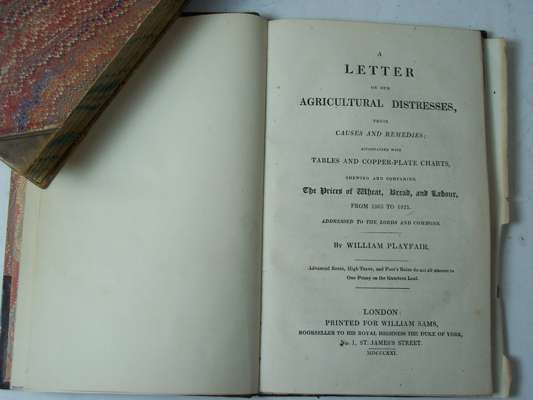 A
LETTER
ON OUR
AGRICULTURAL DISTRESSES,
THEIR
CAUSES AND REMEDIES;
ACCOMPANIED WITH
TABLES AND COPPER-PLATE CHARTS,
SHEWING AND COMPARING
The Prices of Wheat, Bread, and Labour,
FROM 1565 TO 1821.
ADDRESSED TO THE LORDS AND COMMONS.
BY WILLIAM PLAYFAIR.
Advanced Rents, High Taxes, and Poor's Rates do not all amount to
One Penny on the Quartern Loaf.
LONDON:
PRINTED FOR WILLIAM SAMS,
BOOKSELLER TO HIS ROYAL HIGHNESS THE DUKE OF YORK,
No. 1, ST. JAMES'S STREET.
MDCCCXXI.